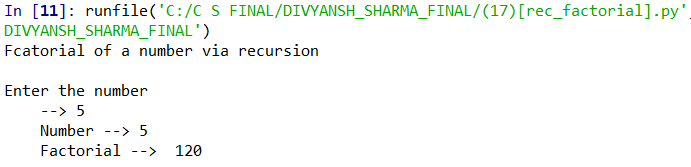 In [11]: runfile('C:/C S FINAL/DIVYANSH_SHARMA_FINAL/(17)[rec_factorial].py',
DIVYANSH_SHARMA_FINAL')
Fcatorial of a number via recursion
Enter the number
--> 5
Number --> 5
Factorial -->  120